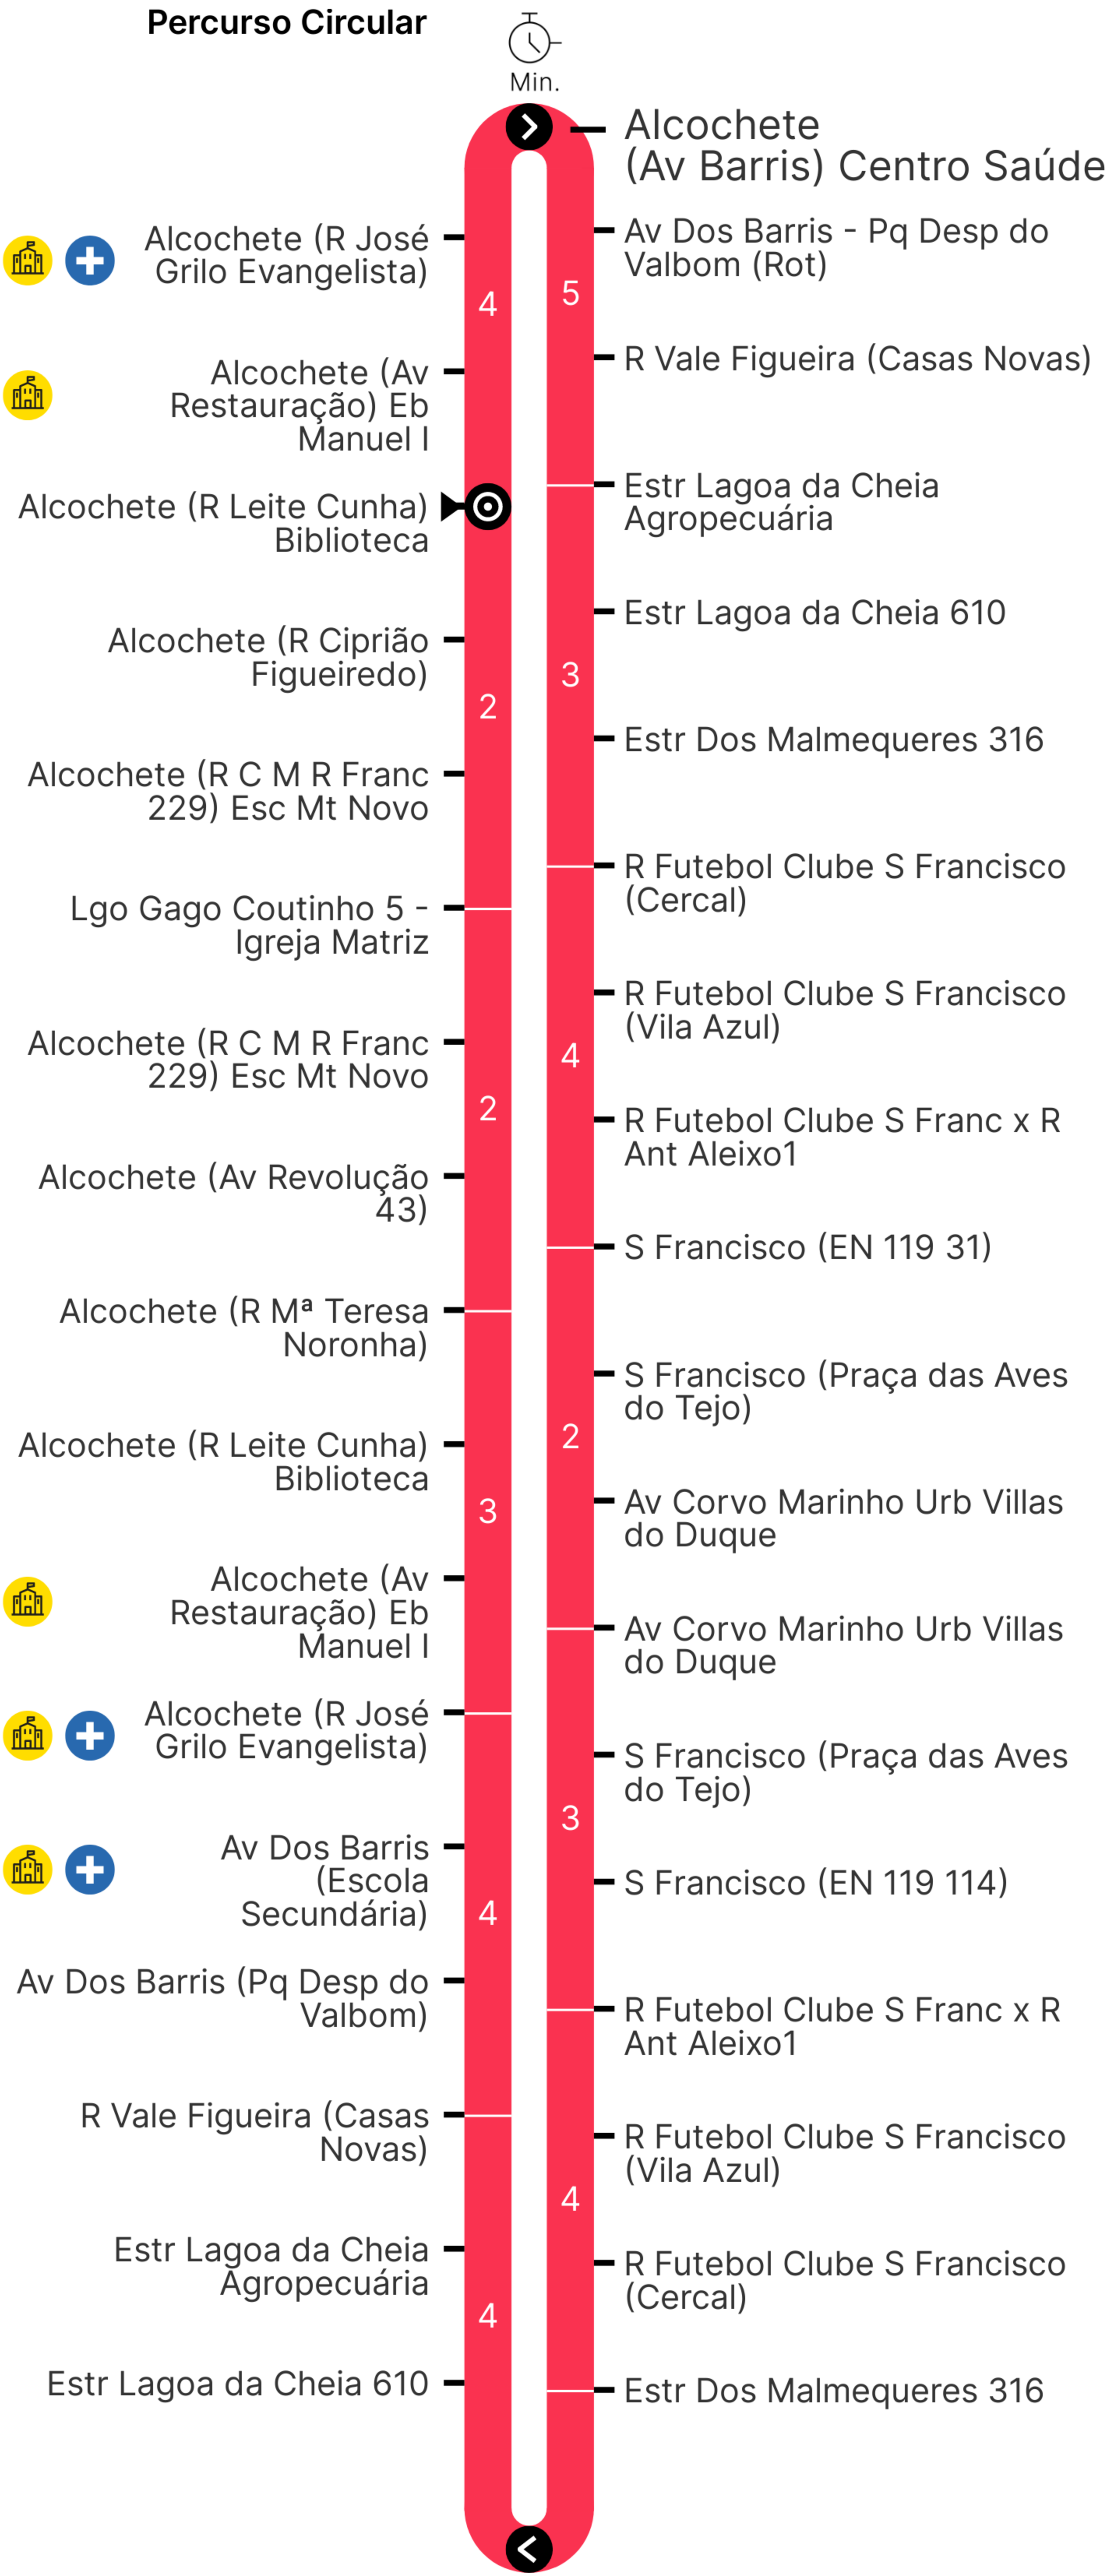 Percurso Circular
Min.
Alcochete
(Av Barris) Centro Saúde
Av Dos Barris - Pq Desp do
Valbom (Rot)
5
R Vale Figueira (Casas Novas)
Estr Lagoa da Cheia
Agropecuária
Estr Lagoa da Cheia 610
3
Estr Dos Malmequeres 316
R Futebol Clube S Francisco
(Cercal)
R Futebol Clube S Francisco
(Vila Azul)
4
R Futebol Clube S Franc x R
Ant Aleixo1
S Francisco (EN 119 31)
S Francisco (Praça das Aves
do Tejo)
2
Av Corvo Marinho Urb Villas
do Duque
Av Corvo Marinho Urb Villas
do Duque
S Francisco (Praça das Aves
do Tejo)
3
S Francisco (EN 119 114)
R Futebol Clube S Franc x R
Ant Aleixo1
R Futebol Clube S Francisco
(Vila Azul)
4
R Futebol Clube S Francisco
(Cercal)
Estr Dos Malmequeres 316
Alcochete (R José
Grilo Evangelista)
4
Alcochete (Av
Restauração) Eb
Manuel I
Alcochete (R Leite Cunha)
Biblioteca
Alcochete (R Ciprião
Figueiredo)
2
Alcochete (R C M R Franc
229) Esc Mt Novo
Lgo Gago Coutinho 5 -
Igreja Matriz
Alcochete (R C M R Franc
229) Esc Mt Novo
2
Alcochete (Av Revolução
43)
Alcochete (R Mª Teresa
Noronha)
Alcochete (R Leite Cunha)
Biblioteca
3
Alcochete (Av
Restauração) Eb
Manuel I
Alcochete (R José
Grilo Evangelista)
Av Dos Barris
(Escola
Secundária)
4
Av Dos Barris (Pq Desp do
Valbom)
R Vale Figueira (Casas
Novas)
Estr Lagoa da Cheia
Agropecuária
4
Estr Lagoa da Cheia 610